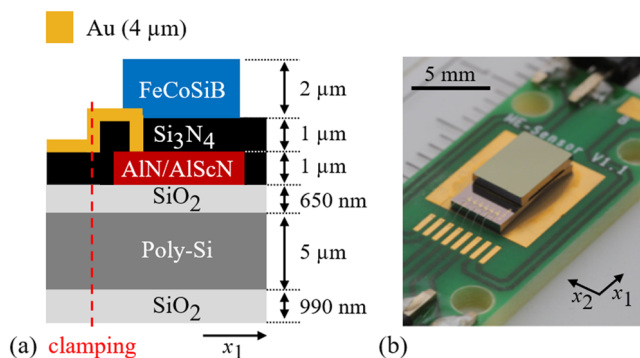 Au (4 µm)
FeCoSiB
2 µm
Si₃N₄
1 µm
AlN/AlScN
1 µm
SiO₂
650 nm
Poly-Si
5 µm
SiO₂
990 nm
(a) clamping
x₁
5 mm
ME-Sensor V1.1
x₂ x₁
(b)